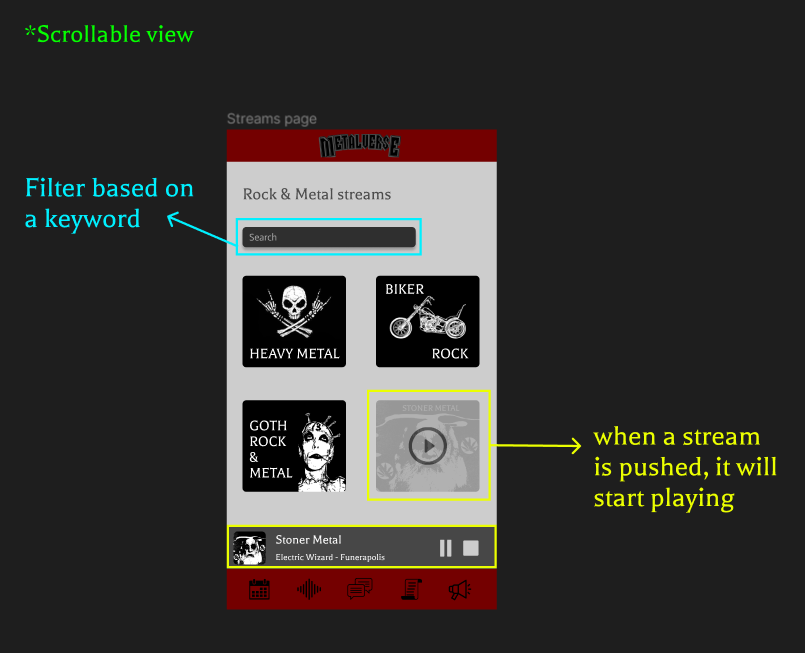 *Scrollable view
Streams page
METALVERSE
Filter based on
a keyword
Rock & Metal streams
Search
HEAVY METAL
BIKER
ROCK
GOTH
ROCK
&
METAL
STONER METAL
when a stream
is pushed, it will
start playing
Stoner Metal
Electric Wizard - Funerapolis